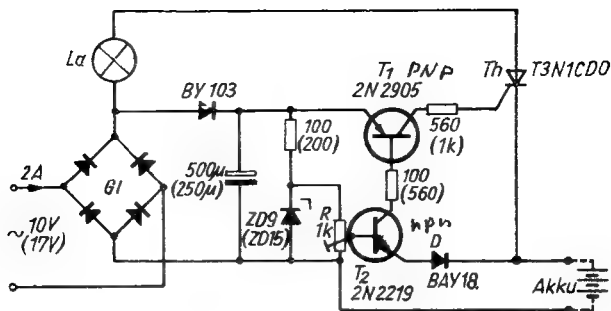 La
T1 PNP
2N2905
Th
T3N1CD0
BY 103
100
(200)
560
(1k)
500µ
(250µ)
100
(560)
2A
Gl
~10V
(17V)
ZD9
(ZD15)
R
1k
npn
D
BAY18.
T2
2N2219
Akku